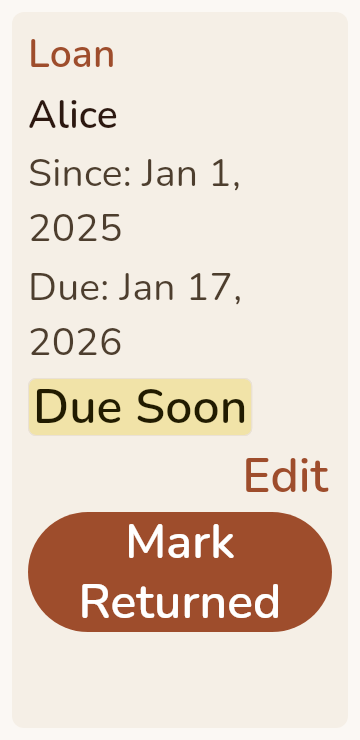 Loan
Alice
Since: Jan 1,
2025
Due: Jan 17,
2026
Due Soon
Edit
Mark
Returned